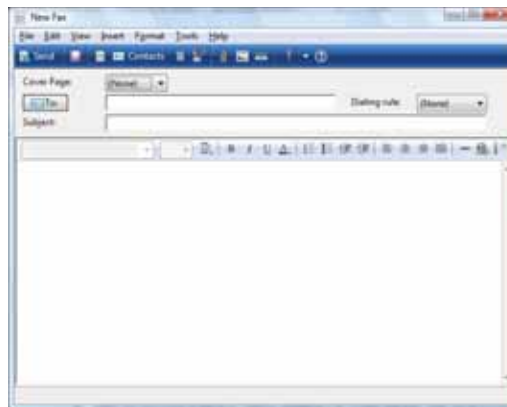 New Fax
File Edit View Insert Format Tools Help
Send Contacts
Cover Page: (None)
To: Dialing rule: (None)
Subject:
B I U A